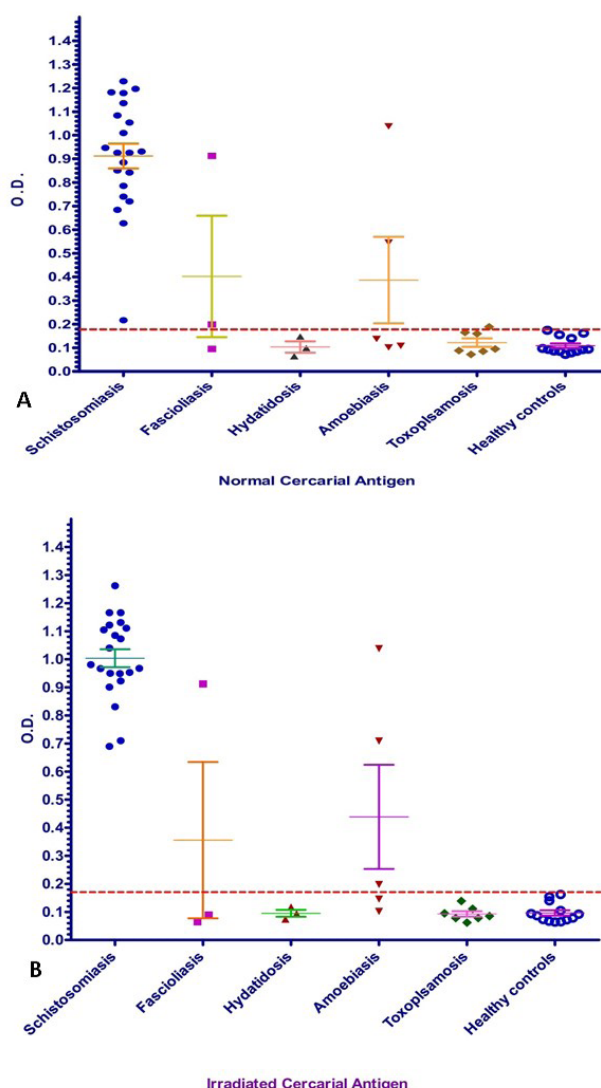 1.4
1.3
1.2
1.1
1.0
0.9
0.8
0.7
0.6
0.5
0.4
0.3
0.2
0.1
0.0
O.D.
A
Schistosomiasis
Fascioliasis
Hydatidosis
Amoebiasis
Toxoplsamosis
Healthy controls
Normal Cercarial Antigen
1.4
1.3
1.2
1.1
1.0
0.9
0.8
0.7
0.6
0.5
0.4
0.3
0.2
0.1
0.0
O.D.
B
Schistosomiasis
Fascioliasis
Hydatidosis
Amoebiasis
Toxoplsamosis
Healthy controls
Irradiated Cercarial Antigen